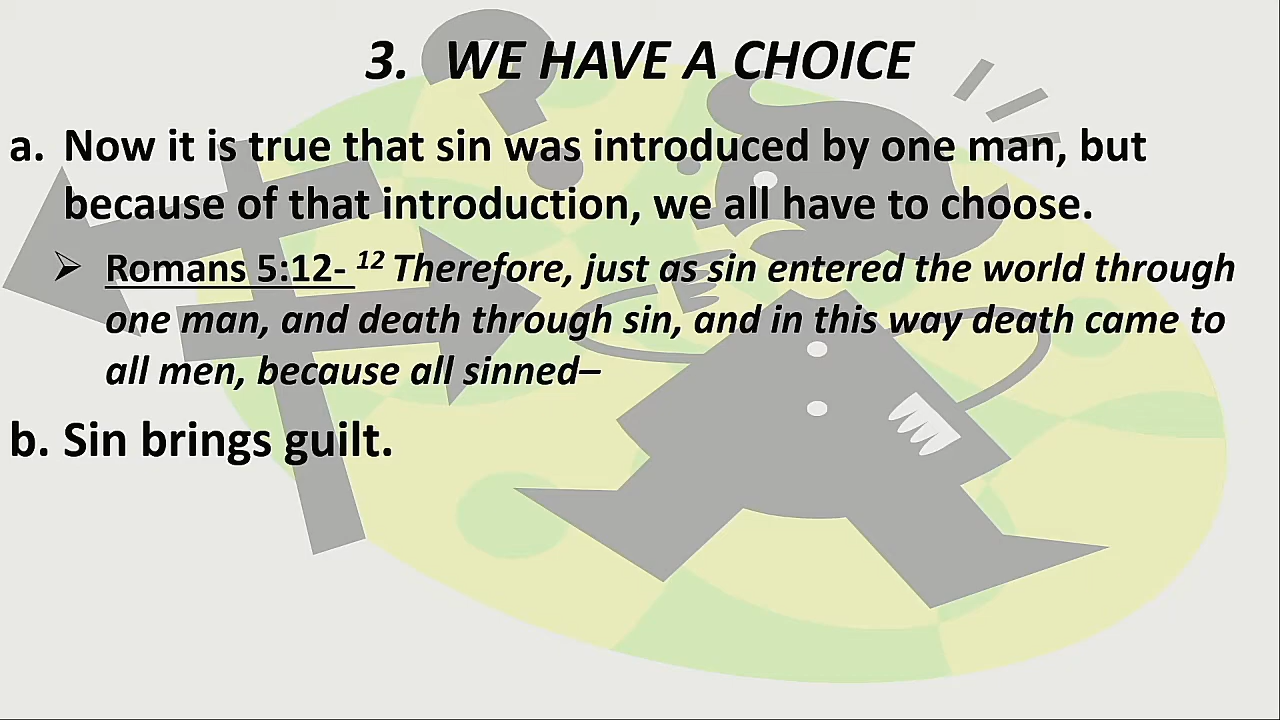 3. WE HAVE A CHOICE
a. Now it is true that sin was introduced by one man, but
because of that introduction, we all have to choose.
➢ Romans 5:12- 12 Therefore, just as sin entered the world through
one man, and death through sin, and in this way death came to
all men, because all sinned–
b. Sin brings guilt.